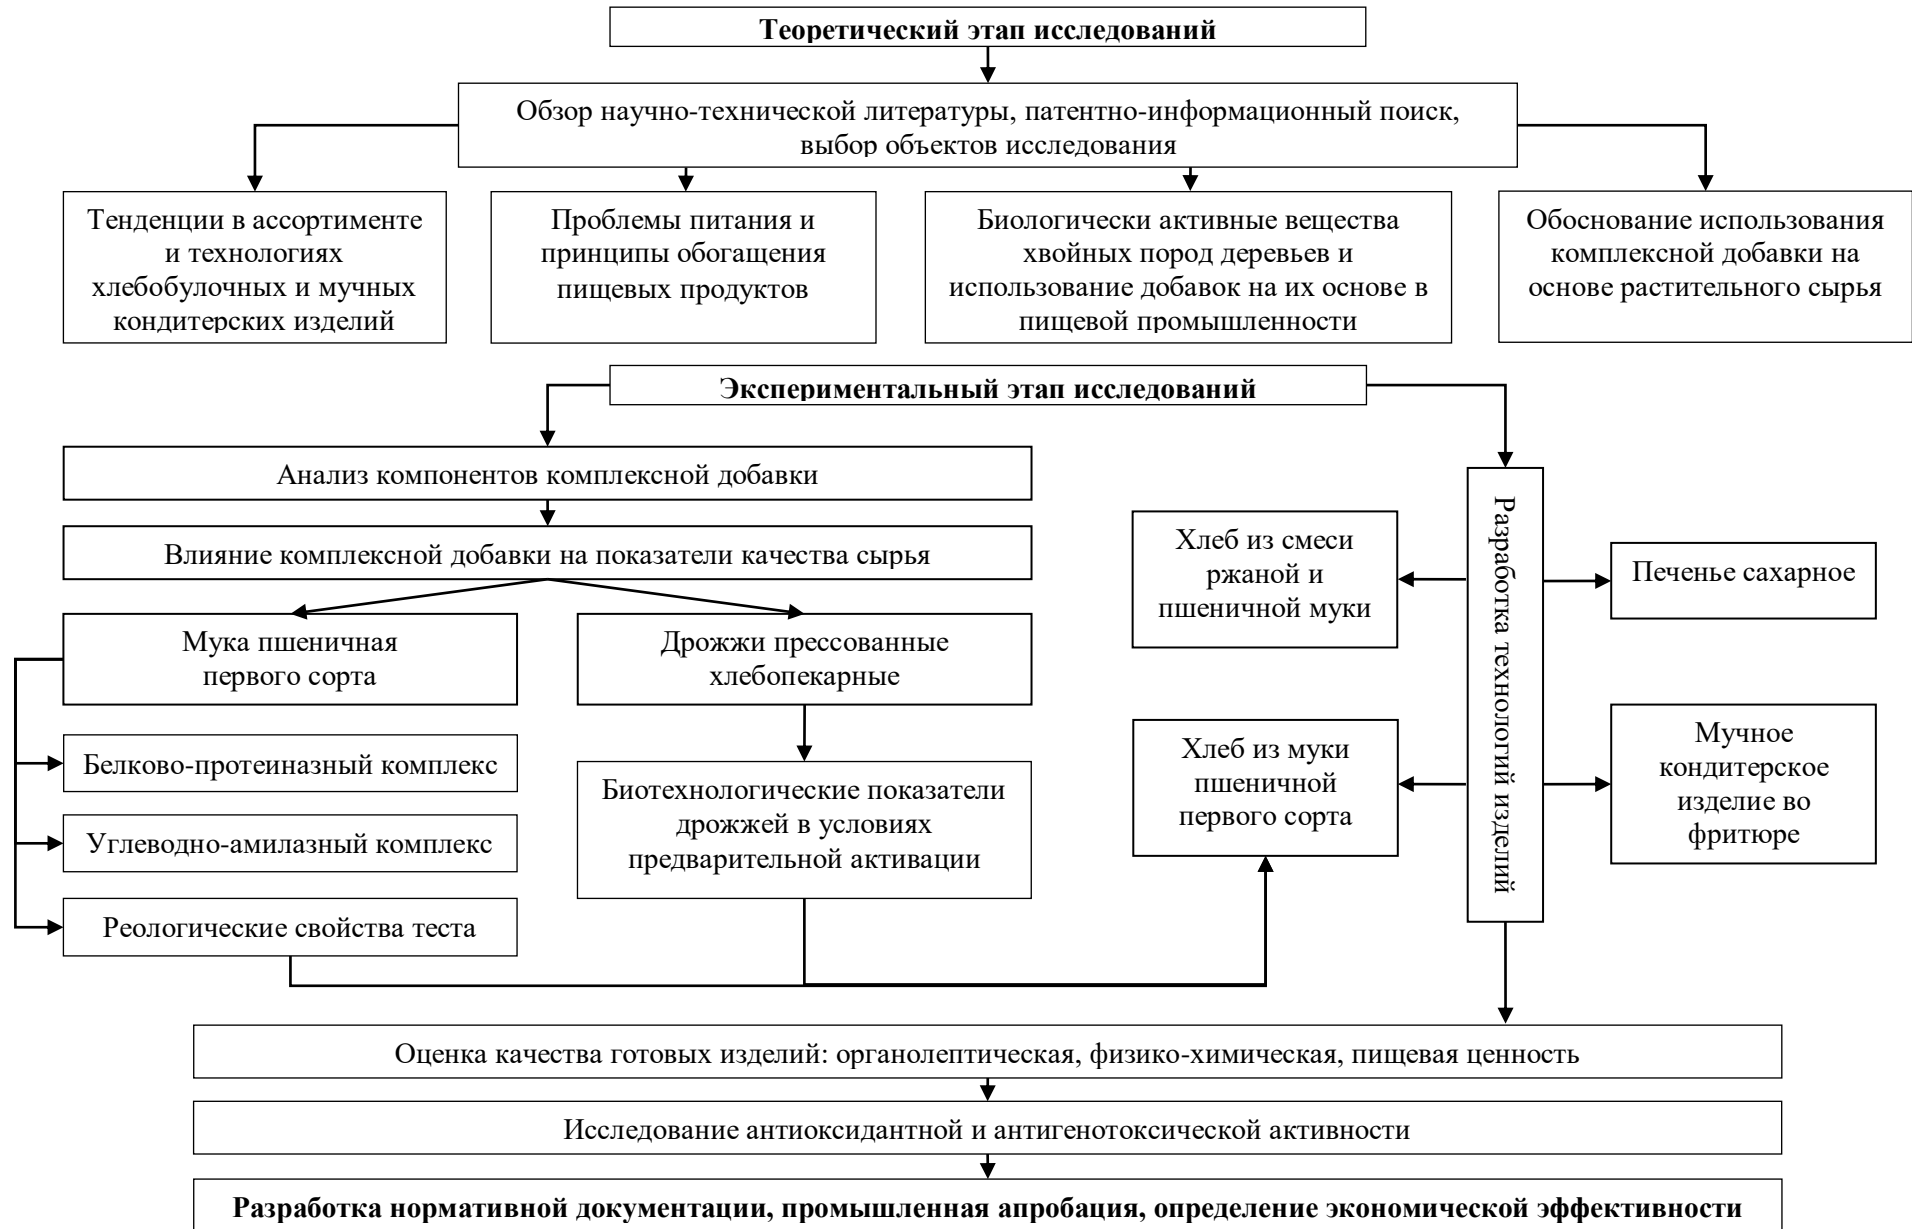 Теоретический этап исследований
Обзор научно-технической литературы, патентно-информационный поиск,
выбор объектов исследования
Тенденции в ассортименте
и технологиях
хлебобулочных и мучных
кондитерских изделий
Проблемы питания и
принципы обогащения
пищевых продуктов
Биологически активные вещества
хвойных пород деревьев и
использование добавок на их основе в
пищевой промышленности
Обоснование использования
комплексной добавки на
основе растительного сырья
Экспериментальный этап исследований
Анализ компонентов комплексной добавки
Влияние комплексной добавки на показатели качества сырья
Мука пшеничная
первого сорта
Дрожжи прессованные
хлебопекарные
Белково-протеиназный комплекс
Углеводно-амилазный комплекс
Реологические свойства теста
Биотехнологические показатели
дрожжей в условиях
предварительной активации
Хлеб из смеси
ржаной и
пшеничной муки
Хлеб из муки
пшеничной
первого сорта
Разработка технологий изделий
Печенье сахарное
Мучное
кондитерское
изделие во
фритюре
Оценка качества готовых изделий: органолептическая, физико-химическая, пищевая ценность
Исследование антиоксидантной и антигенотоксической активности
Разработка нормативной документации, промышленная апробация, определение экономической эффективности